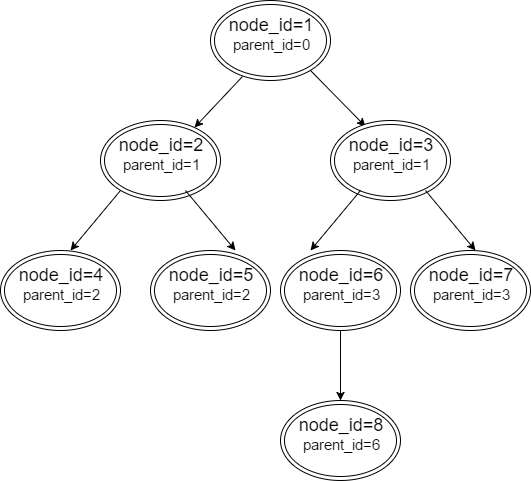 node_id=1
parent_id=0
node_id=2
parent_id=1
node_id=3
parent_id=1
node_id=4
parent_id=2
node_id=5
parent_id=2
node_id=6
parent_id=3
node_id=7
parent_id=3
node_id=8
parent_id=6